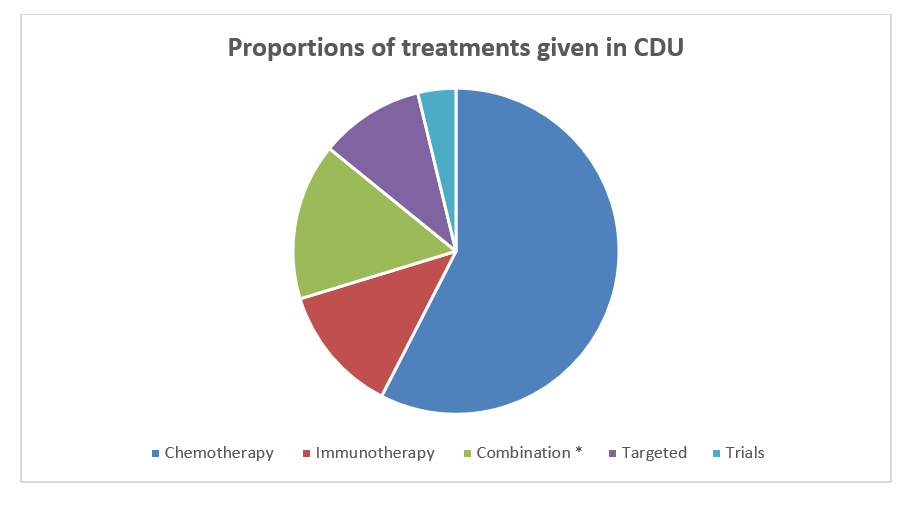 Proportions of treatments given in CDU
Chemotherapy Immunotherapy Combination * Targeted Trials